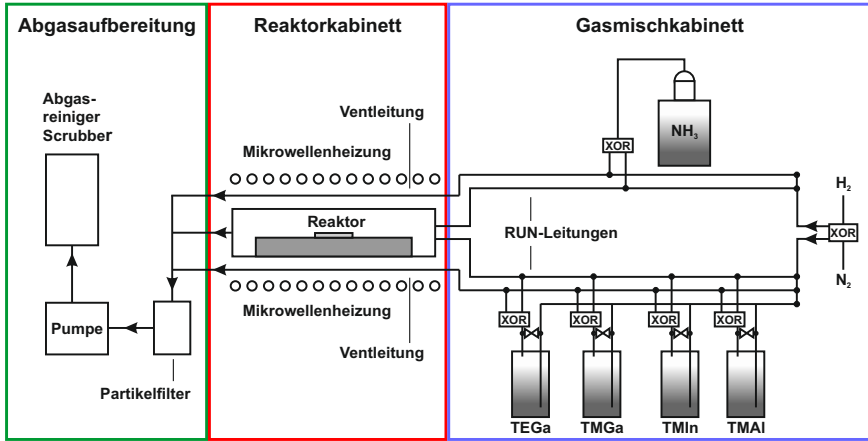 Abgasaufbereitung
Reaktorkabinett
Gasmischkabinett
Abgas-
reiniger
Scrubber
Pumpe
Partikelfilter
Ventleitung
Mikrowellenheizung
Reaktor
Mikrowellenheizung
Ventleitung
XOR
NH₃
RUN-Leitungen
H₂
XOR
N₂
XOR
XOR
XOR
XOR
TEGa
TMGa
TMIn
TMAl